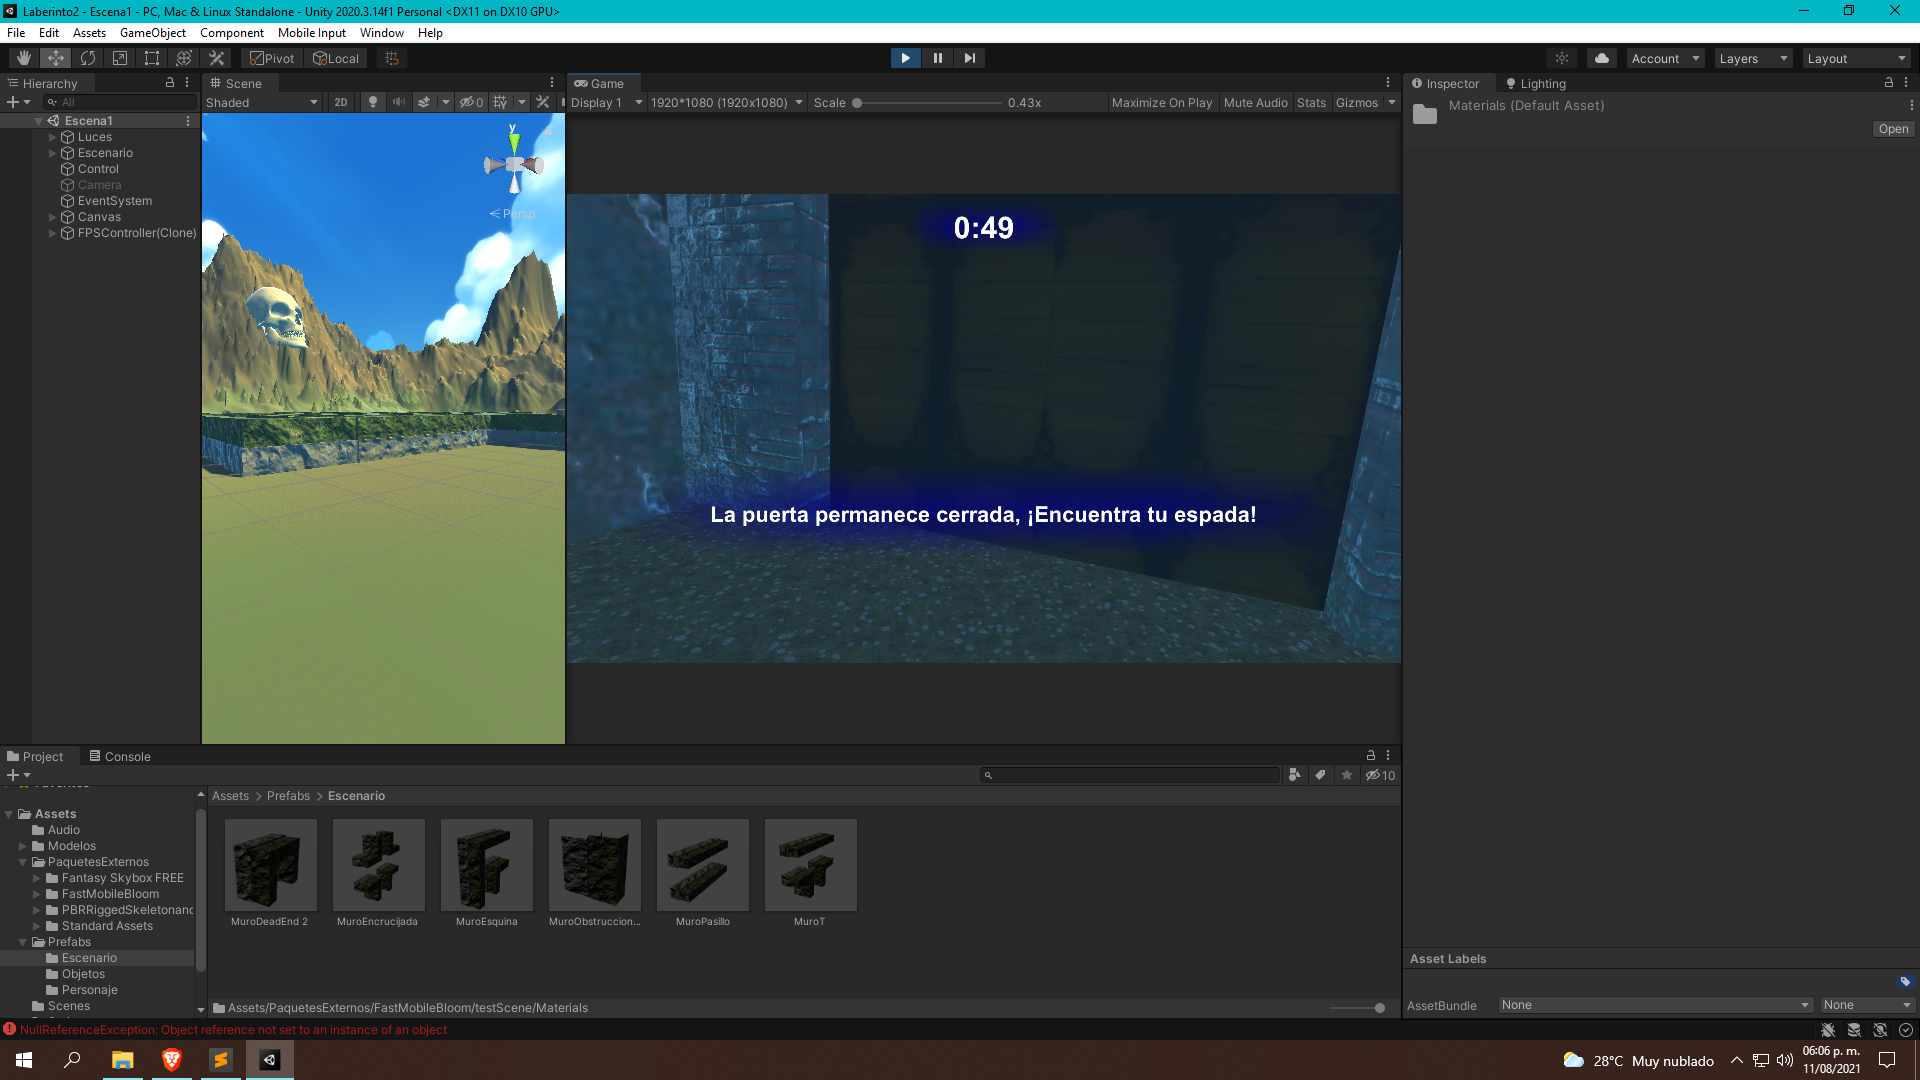 Laberinto2 - Escena1 - PC, Mac & Linux Standalone - Unity 2020.3.14f1 Personal <DX11 on DX10 GPU>
File Edit Assets GameObject Component Mobile Input Window Help
Pivot Local Account Layers Layout
Hierarchy Scene Game Inspector Lighting
All Shaded 2D 0 Display 1 1920*1080 (1920x1080) Scale 0.43x Maximize On Play Mute Audio Stats Gizmos
Materials (Default Asset)
Open
Escena1
Luces
Escenario
Control
Camera
EventSystem
Canvas
FPSController(Clone)
y
Persp
0:49
La puerta permanece cerrada, ¡Encuentra tu espada!
Project Console
10
Assets > Prefabs > Escenario
Assets
Audio
Modelos
PaquetesExternos
Fantasy Skybox FREE
FastMobileBloom
PBRRiggedSkeletonand
Standard Assets
Prefabs
Escenario
Objetos
Personaje
Scenes
MuroDeadEnd 2 MuroEncrucijada MuroEsquina MuroObstruccion... MuroPasillo MuroT
Assets/PaquetesExternos/FastMobileBloom/testScene/Materials
Asset Labels
AssetBundle None None
NullReferenceException: Object reference not set to an instance of an object
28°C Muy nublado
06:06 p. m.
11/08/2021